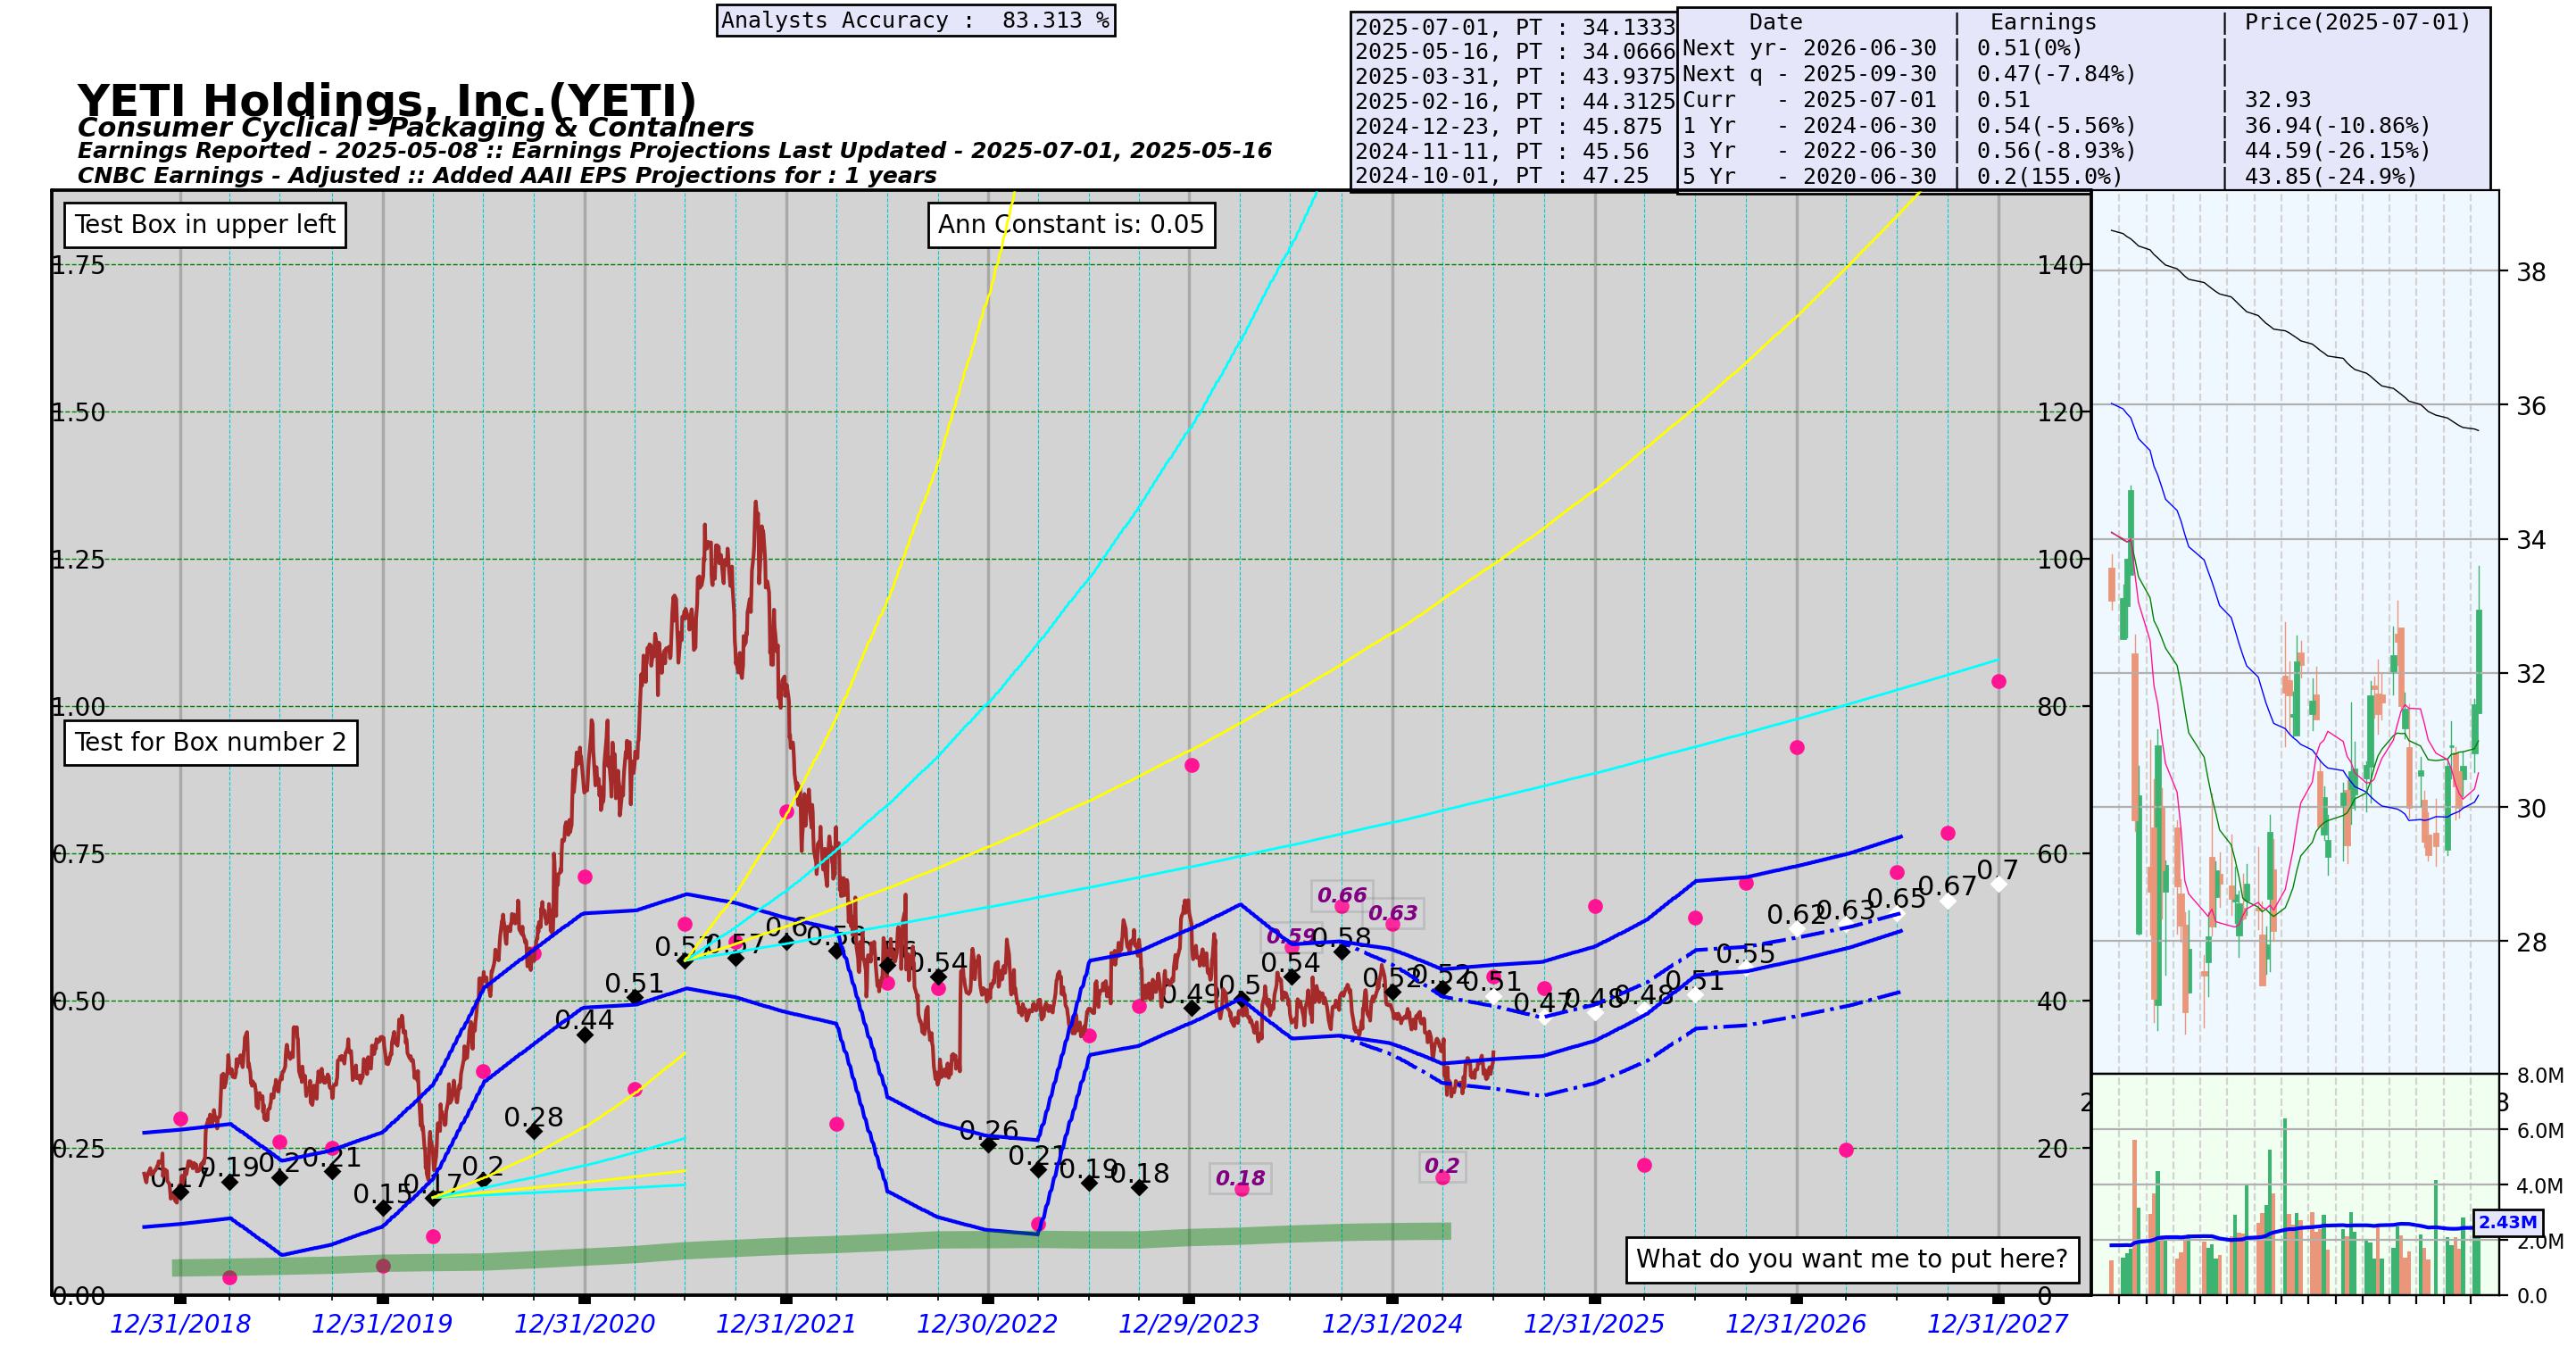 Analysts Accuracy :  83.313 %
2025-07-01, PT : 34.1333
2025-05-16, PT : 34.0666
2025-03-31, PT : 43.9375
2025-02-16, PT : 44.3125
2024-12-23, PT : 45.875
2024-11-11, PT : 45.56
2024-10-01, PT : 47.25
Date | Earnings | Price(2025-07-01)
Next yr- 2026-06-30 | 0.51(0%) |
Next q - 2025-09-30 | 0.47(-7.84%) |
Curr - 2025-07-01 | 0.51 | 32.93
1 Yr - 2024-06-30 | 0.54(-5.56%) | 36.94(-10.86%)
3 Yr - 2022-06-30 | 0.56(-8.93%) | 44.59(-26.15%)
5 Yr - 2020-06-30 | 0.2(155.0%) | 43.85(-24.9%)
YETI Holdings, Inc.(YETI)
Consumer Cyclical - Packaging & Containers
Earnings Reported - 2025-05-08 :: Earnings Projections Last Updated - 2025-07-01, 2025-05-16
CNBC Earnings - Adjusted :: Added AAII EPS Projections for : 1 years
Test Box in upper left
Ann Constant is: 0.05
Test for Box number 2
What do you want me to put here?
1.75
1.50
1.25
1.00
0.75
0.50
0.25
0.00
140
120
100
80
60
40
20
0
0.17
0.19
0.2
0.21
0.15
0.17
0.2
0.28
0.44
0.51
0.57
0.57
0.6
0.56
0.54
0.26
0.21
0.19
0.18
0.49
0.5
0.54
0.58
0.52
0.52
0.51
0.47
0.48
0.48
0.51
0.55
0.62
0.63
0.65
0.67
0.7
0.18
0.59
0.66
0.63
0.2
12/31/2018
12/31/2019
12/31/2020
12/31/2021
12/30/2022
12/29/2023
12/31/2024
12/31/2025
12/31/2026
12/31/2027
38
36
34
32
30
28
8.0M
6.0M
4.0M
2.43M
2.0M
0.0